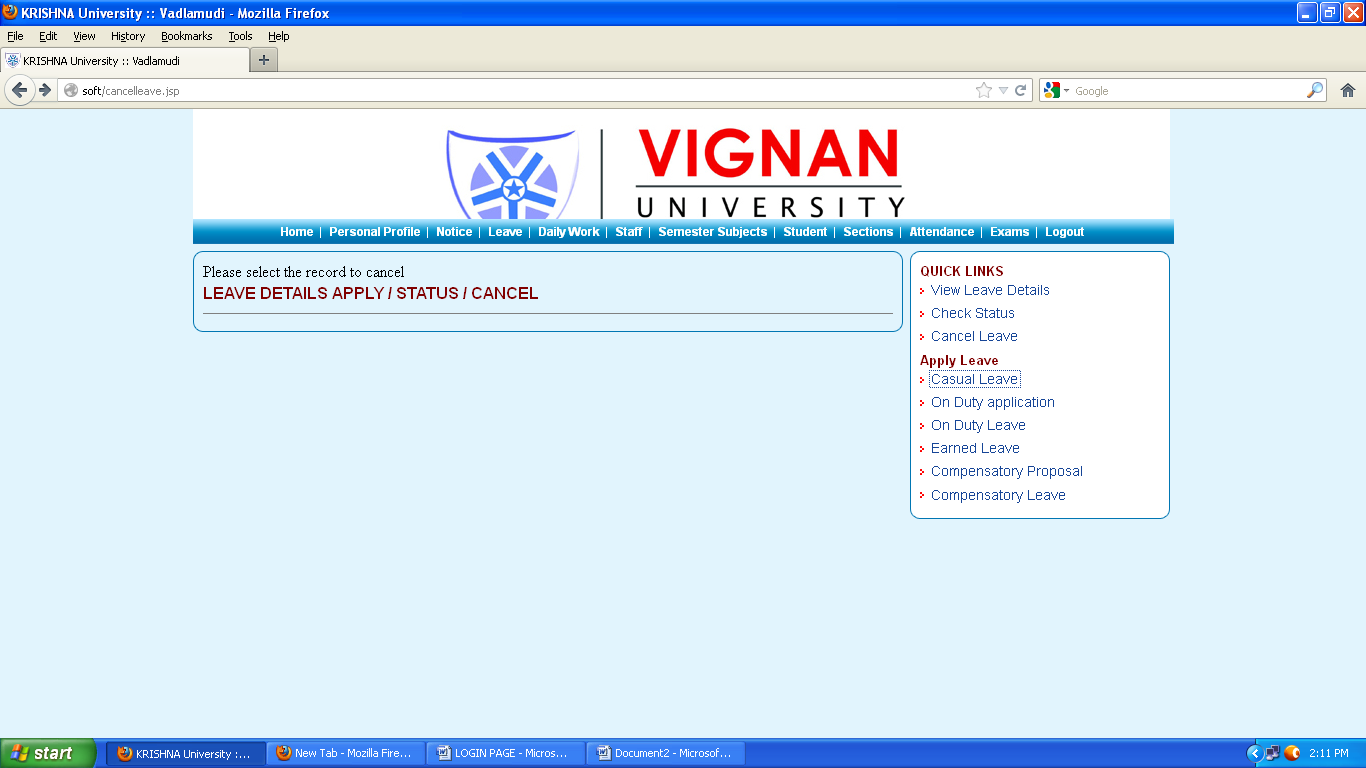 KRISHNA University :: Vadlamudi - Mozilla Firefox
File Edit View History Bookmarks Tools Help
KRISHNA University :: Vadlamudi
soft/cancelleave.jsp
Google
VIGNAN
UNIVERSITY
Home | Personal Profile | Notice | Leave | Daily Work | Staff | Semester Subjects | Student | Sections | Attendance | Exams | Logout
Please select the record to cancel
LEAVE DETAILS APPLY / STATUS / CANCEL
QUICK LINKS
View Leave Details
Check Status
Cancel Leave
Apply Leave
Casual Leave
On Duty application
On Duty Leave
Earned Leave
Compensatory Proposal
Compensatory Leave
start
KRISHNA University :...
New Tab - Mozilla Fire...
LOGIN PAGE - Micros...
Document2 - Microsof...
2:11 PM